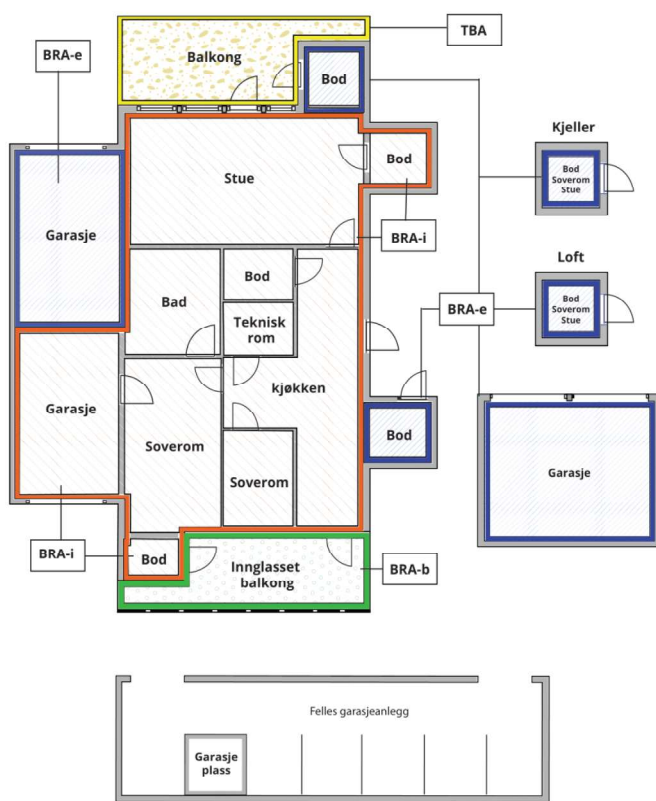 TBA
BRA-e
Balkong
Bod
Kjeller
Bod
Soverom
Stue
Bod
Stue
Garasje
BRA-i
Loft
Bod
Bad
Teknisk
rom
BRA-e
Bod
Soverom
Stue
Garasje
kjøkken
Soverom
Bod
Garasje
Soverom
BRA-i
Bod
Innglasset
balkong
BRA-b
Felles garasjeanlegg
Garasje
plass